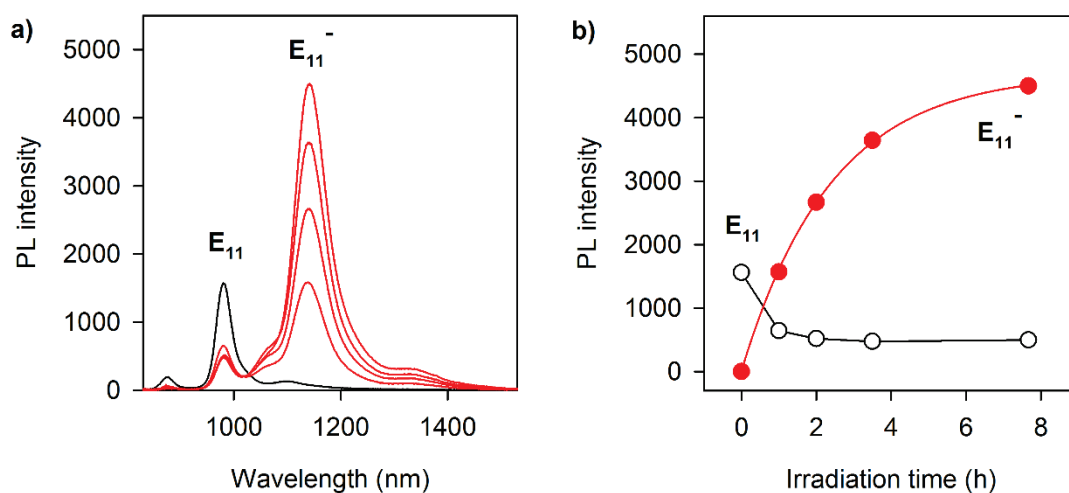 a)
5000
4000
3000
2000
1000
0
PL intensity
E11
E11-
1000
1200
1400
Wavelength (nm)
b)
5000
4000
3000
2000
1000
0
PL intensity
E11
E11-
0
2
4
6
8
Irradiation time (h)